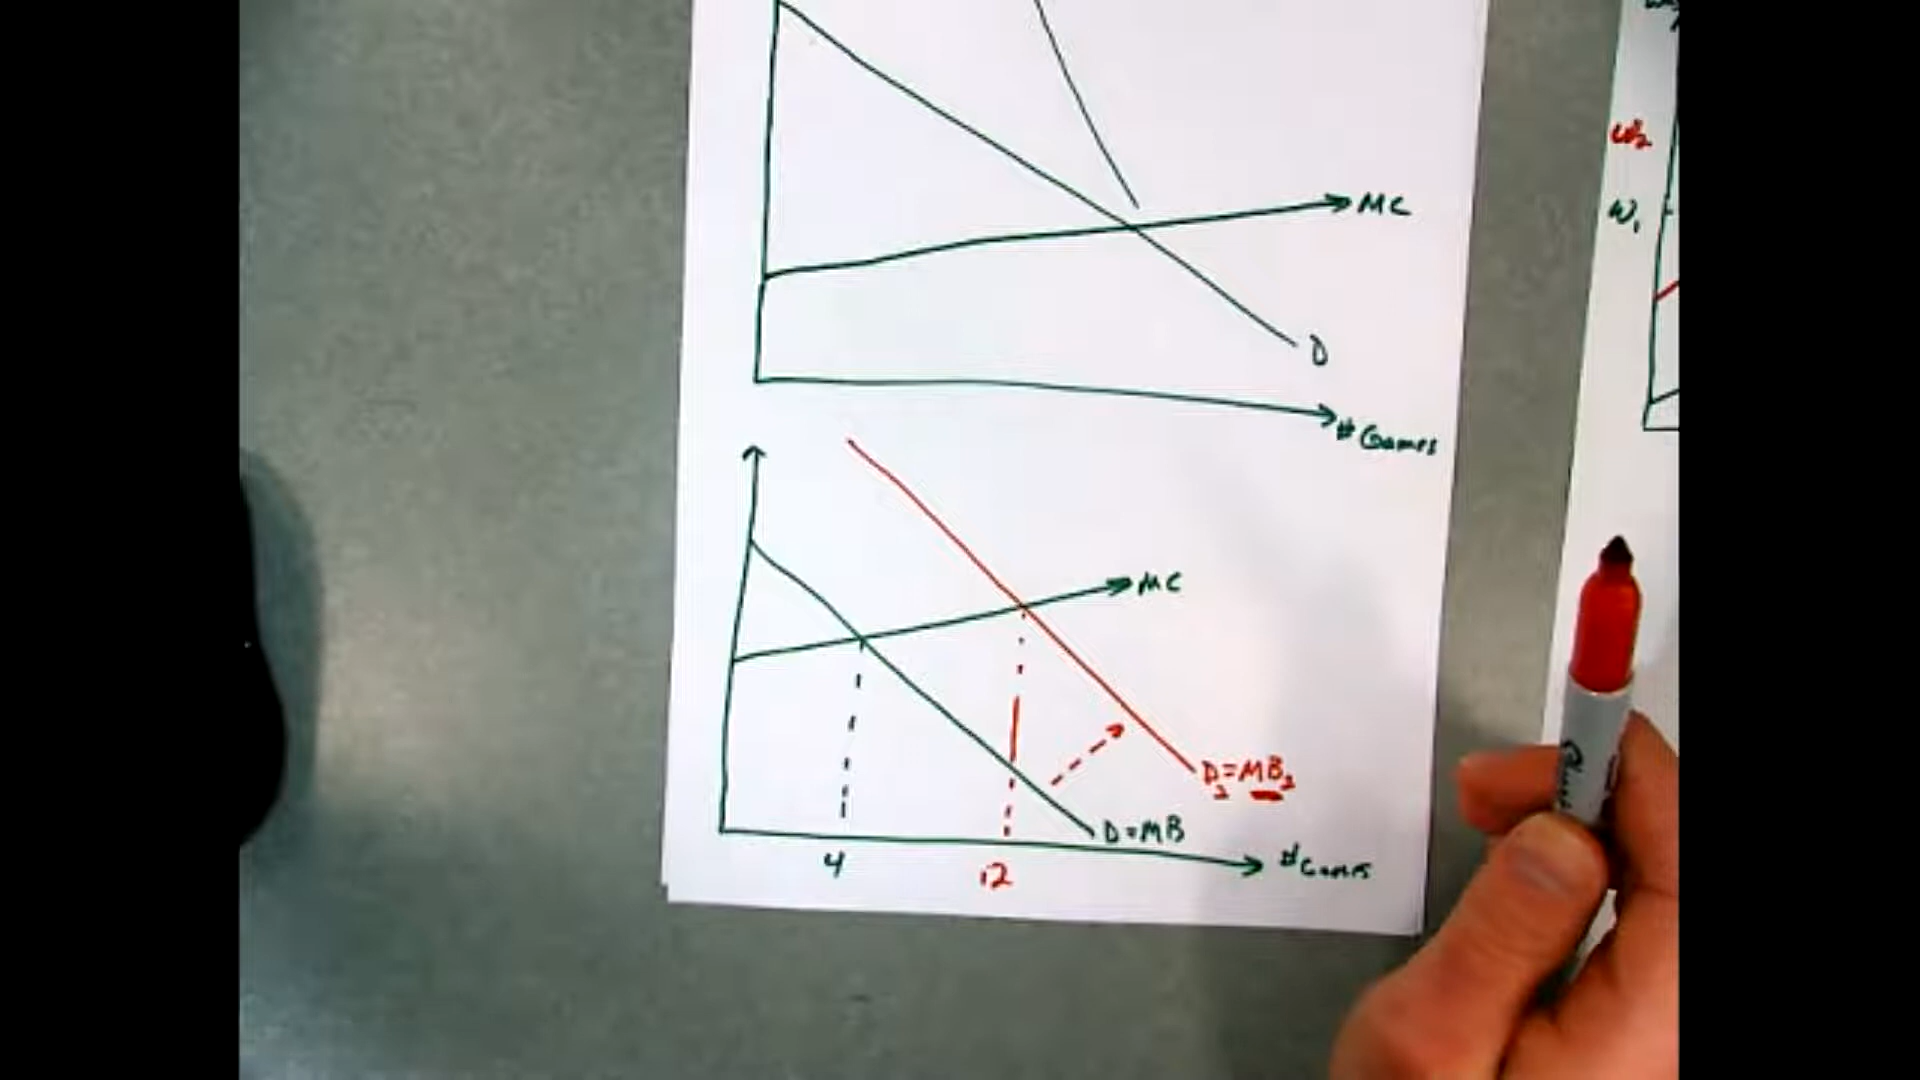 W₂
W₁
MC
D
# Games
MC
D₂=MB₂
D=MB
4
12
# Games